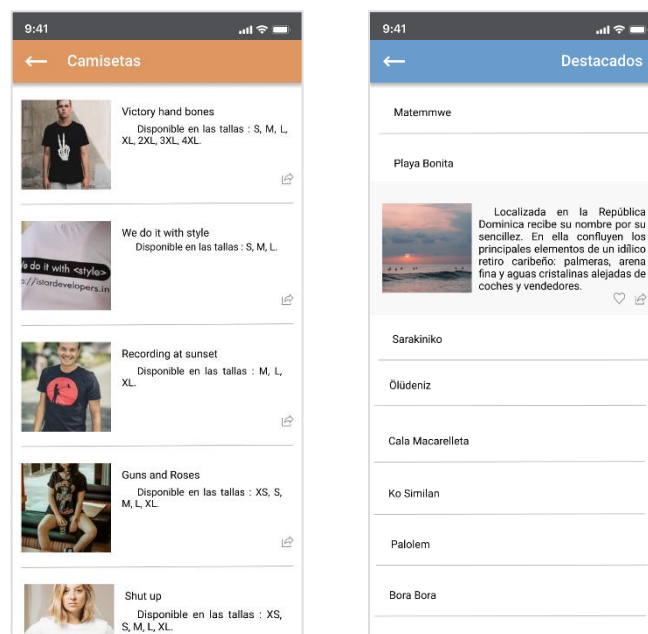 9:41
Camisetas
Victory hand bones
Disponible en las tallas : S, M, L,
XL, 2XL, 3XL, 4XL.
We do it with style
Disponible en las tallas : S, M, L.
do it with <style>
://istardevelopers.in
Recording at sunset
Disponible en las tallas : M, L,
XL.
Guns and Roses
Disponible en las tallas : XS, S,
M, L, XL.
Shut up
Disponible en las tallas : XS,
S, M, L, XL.
9:41
Destacados
Matemmwe
Playa Bonita
Localizada en la República
Dominica recibe su nombre por su
sencillez. En ella confluyen los
principales elementos de un idílico
retiro caribeño: palmeras, arena
fina y aguas cristalinas alejadas de
coches y vendedores.
Sarakiniko
Ölüdeniz
Cala Macarelleta
Ko Similan
Palolem
Bora Bora